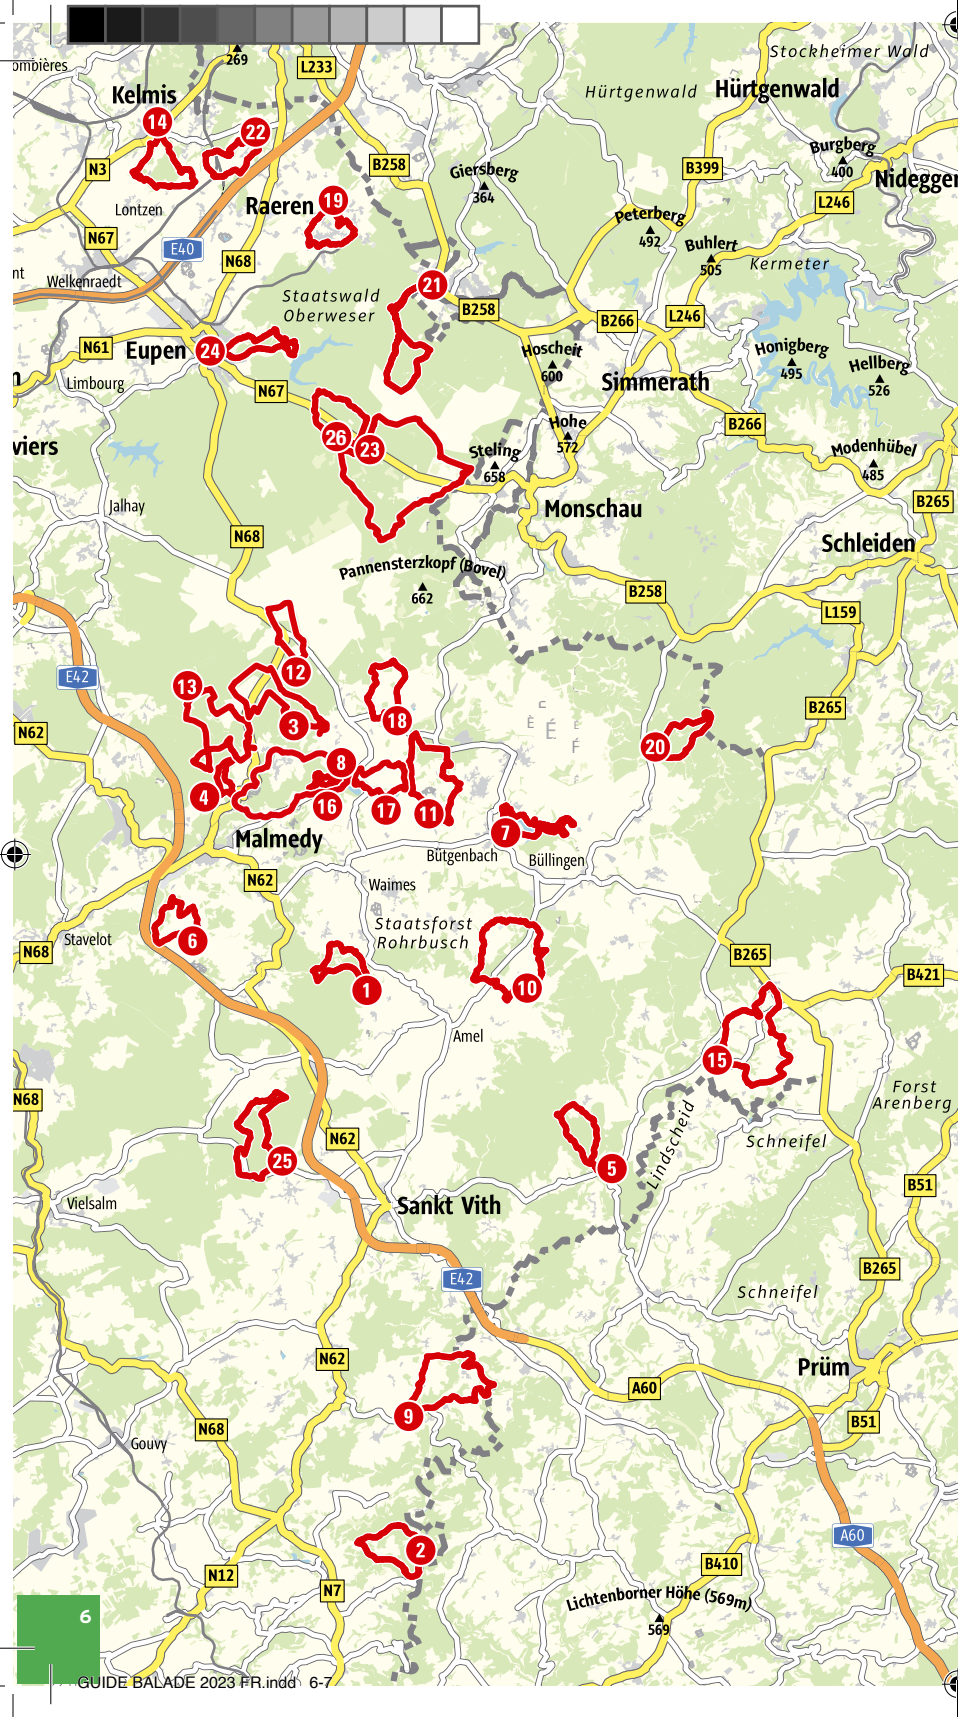 ombières
269
L233
Stockheimer Wald
Kelmis
Hürtgenwald
Hürtgenwald
14
22
N3
B258
Giersberg
364
B399
Burgberg
400
Lontzen
Raeren
19
L246
N67
E40
N68
Peterberg
492
Buhlert
505
Kermeter
nt
Welkenraedt
Staatswald
Oberweser
21
B258
B266
L246
N61
Eupen
24
Hoscheit
600
Honigberg
495
Hellberg
526
Limbourg
N67
Simmerath
viers
26
23
Hohe
572
B266
Steling
658
Modenhübel
485
Jalhay
Monschau
B265
N68
Schleiden
Pannensterzkopf (Bovel)
662
B258
L159
E42
13
12
3
18
B265
N62
20
4
8
16
17
11
7
Malmedy
Bütgenbach
Büllingen
N62
Waimes
Stavelot
6
Staatsforst
Rohrbusch
N68
B265
B421
1
10
Amel
15
N68
Forst
Arenberg
Lindscheid
Schneifel
N62
25
5
B51
Vielsalm
Sankt Vith
E42
B265
Schneifel
N62
Prüm
A60
9
B51
N68
Gouvy
A60
2
N12
N7
B410
Lichtenborner Höhe (569m)
569
6
GUIDE BALADE 2023 FR.indd 6-7